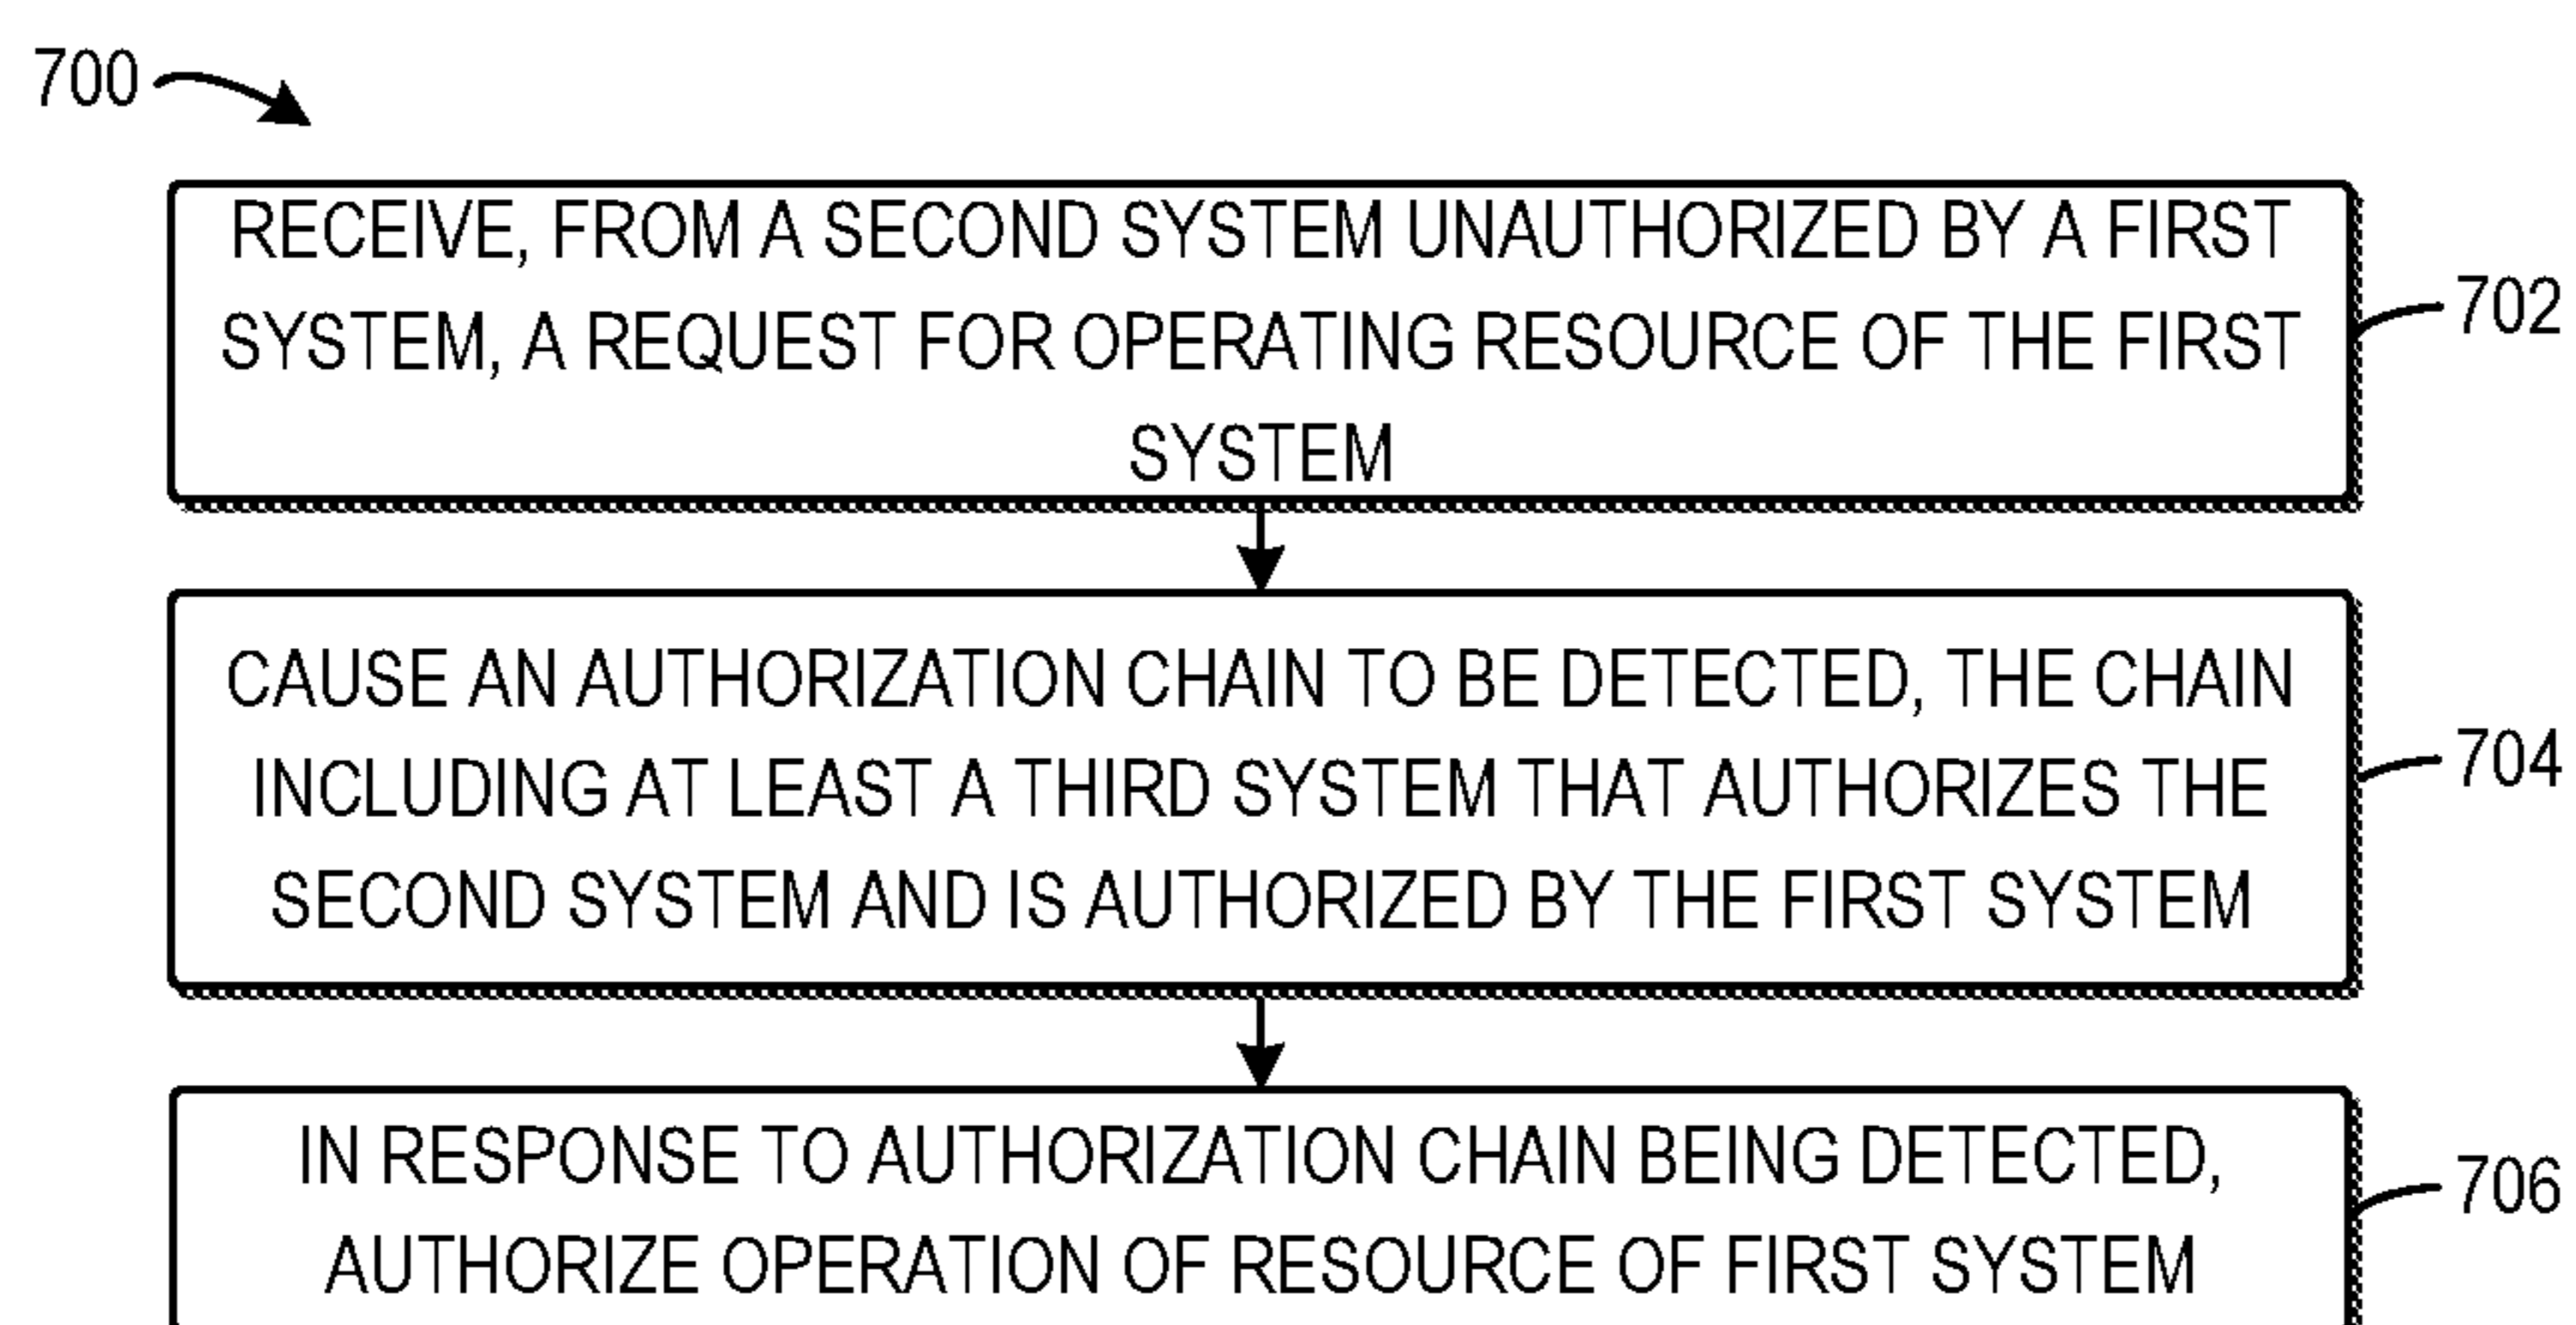 700
RECEIVE, FROM A SECOND SYSTEM UNAUTHORIZED BY A FIRST
SYSTEM, A REQUEST FOR OPERATING RESOURCE OF THE FIRST
SYSTEM
702
CAUSE AN AUTHORIZATION CHAIN TO BE DETECTED, THE CHAIN
INCLUDING AT LEAST A THIRD SYSTEM THAT AUTHORIZES THE
SECOND SYSTEM AND IS AUTHORIZED BY THE FIRST SYSTEM
704
IN RESPONSE TO AUTHORIZATION CHAIN BEING DETECTED,
AUTHORIZE OPERATION OF RESOURCE OF FIRST SYSTEM
706